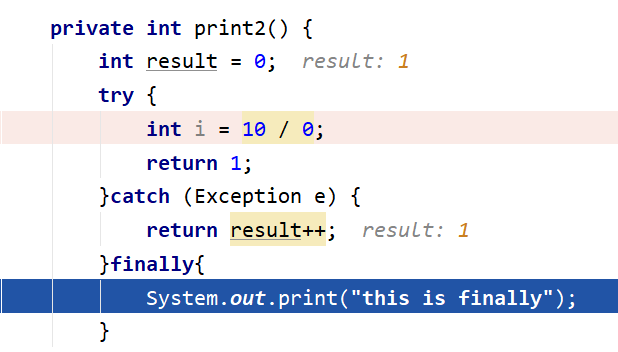 private int print2() {
int result = 0;  result: 1
try {
int i = 10 / 0;
return 1;
}catch (Exception e) {
return result++;  result: 1
}finally{
System.out.print("this is finally");
}